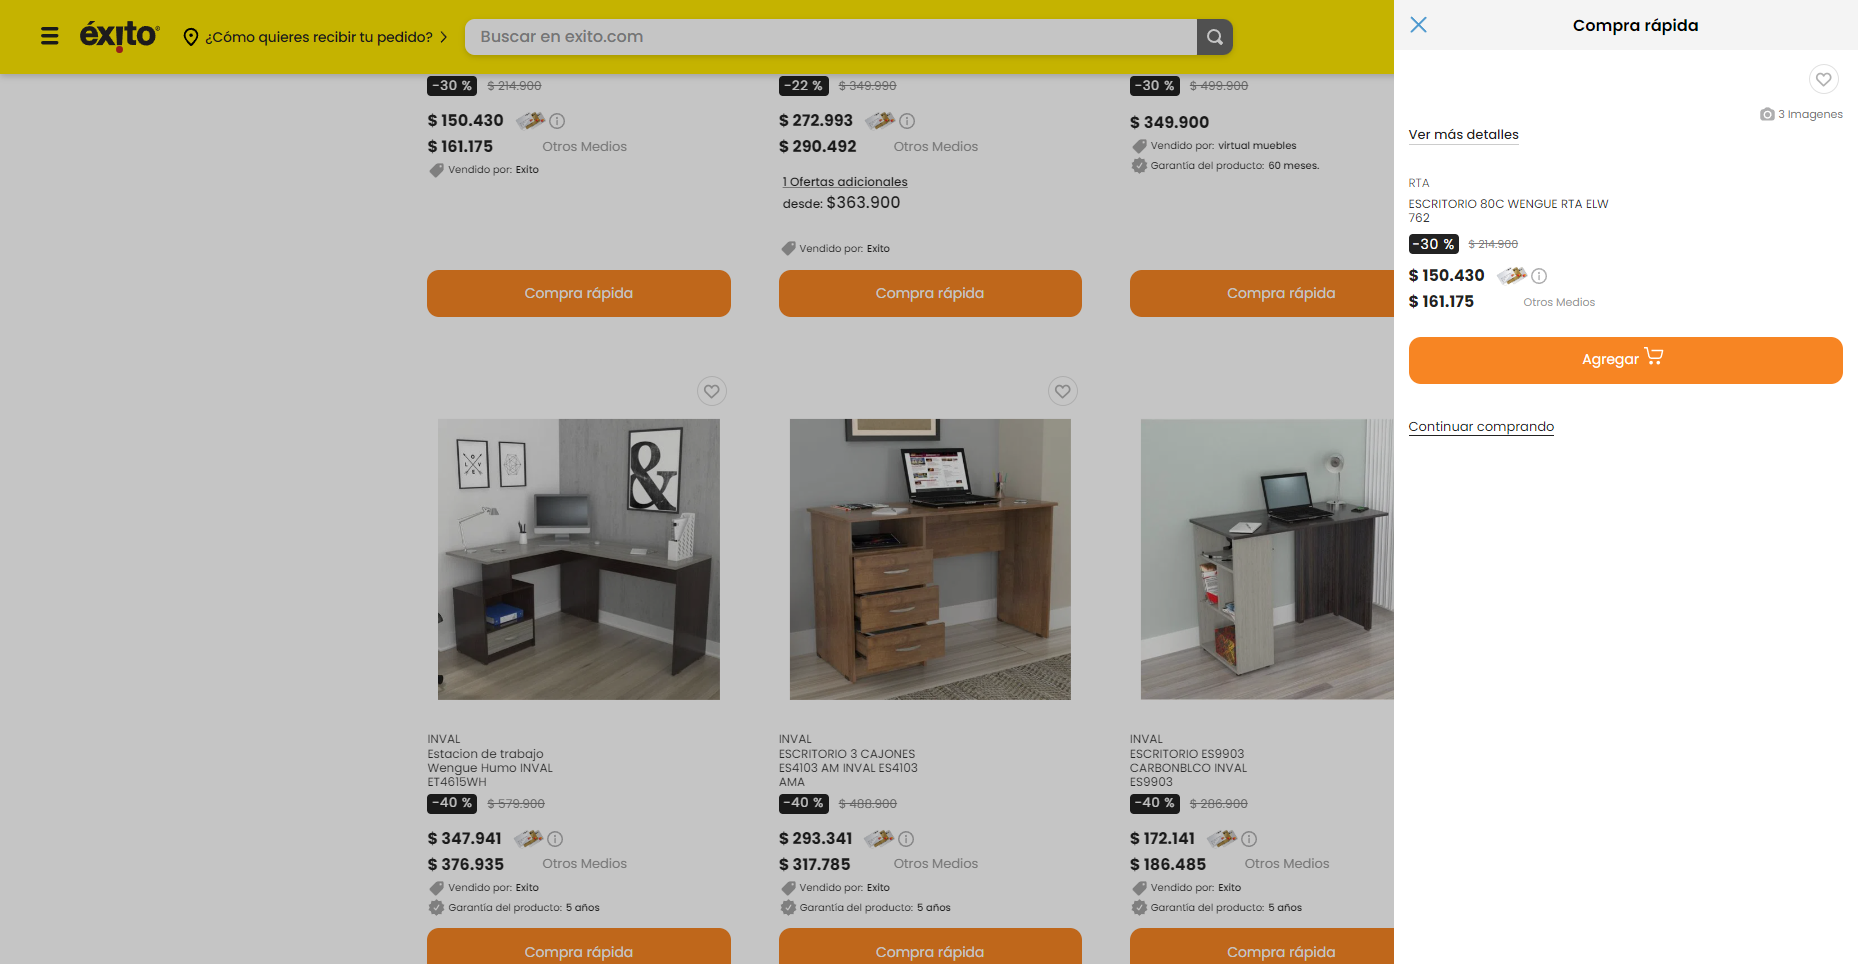 éxito
¿Cómo quieres recibir tu pedido?
Buscar en exito.com
-30 % $ 214.900
$ 150.430
$ 161.175 Otros Medios
Vendido por: Exito
Compra rápida
-22 % $ 349.990
$ 272.993
$ 290.492 Otros Medios
1 Ofertas adicionales
desde: $363.900
Vendido por: Exito
Compra rápida
-30 % $ 499.900
$ 349.900
Vendido por: virtual muebles
Garantía del producto: 60 meses.
Compra rápida
LOVE
&
INVAL
Estacion de trabajo
Wengue Humo INVAL
ET4615WH
-40 % $ 579.900
$ 347.941
$ 376.935 Otros Medios
Vendido por: Exito
Garantía del producto: 5 años
Compra rápida
INVAL
ESCRITORIO 3 CAJONES
ES4103 AM INVAL ES4103
AMA
-40 % $ 488.900
$ 293.341
$ 317.785 Otros Medios
Vendido por: Exito
Garantía del producto: 5 años
Compra rápida
INVAL
ESCRITORIO ES9903
CARBONBLCO INVAL
ES9903
-40 % $ 286.900
$ 172.141
$ 186.485 Otros Medios
Vendido por: Exito
Garantía del producto: 5 años
Compra rápida
Compra rápida
3 Imagenes
Ver más detalles
RTA
ESCRITORIO 80C WENGUE RTA ELW
762
-30 % $ 214.900
$ 150.430
$ 161.175 Otros Medios
Agregar
Continuar comprando